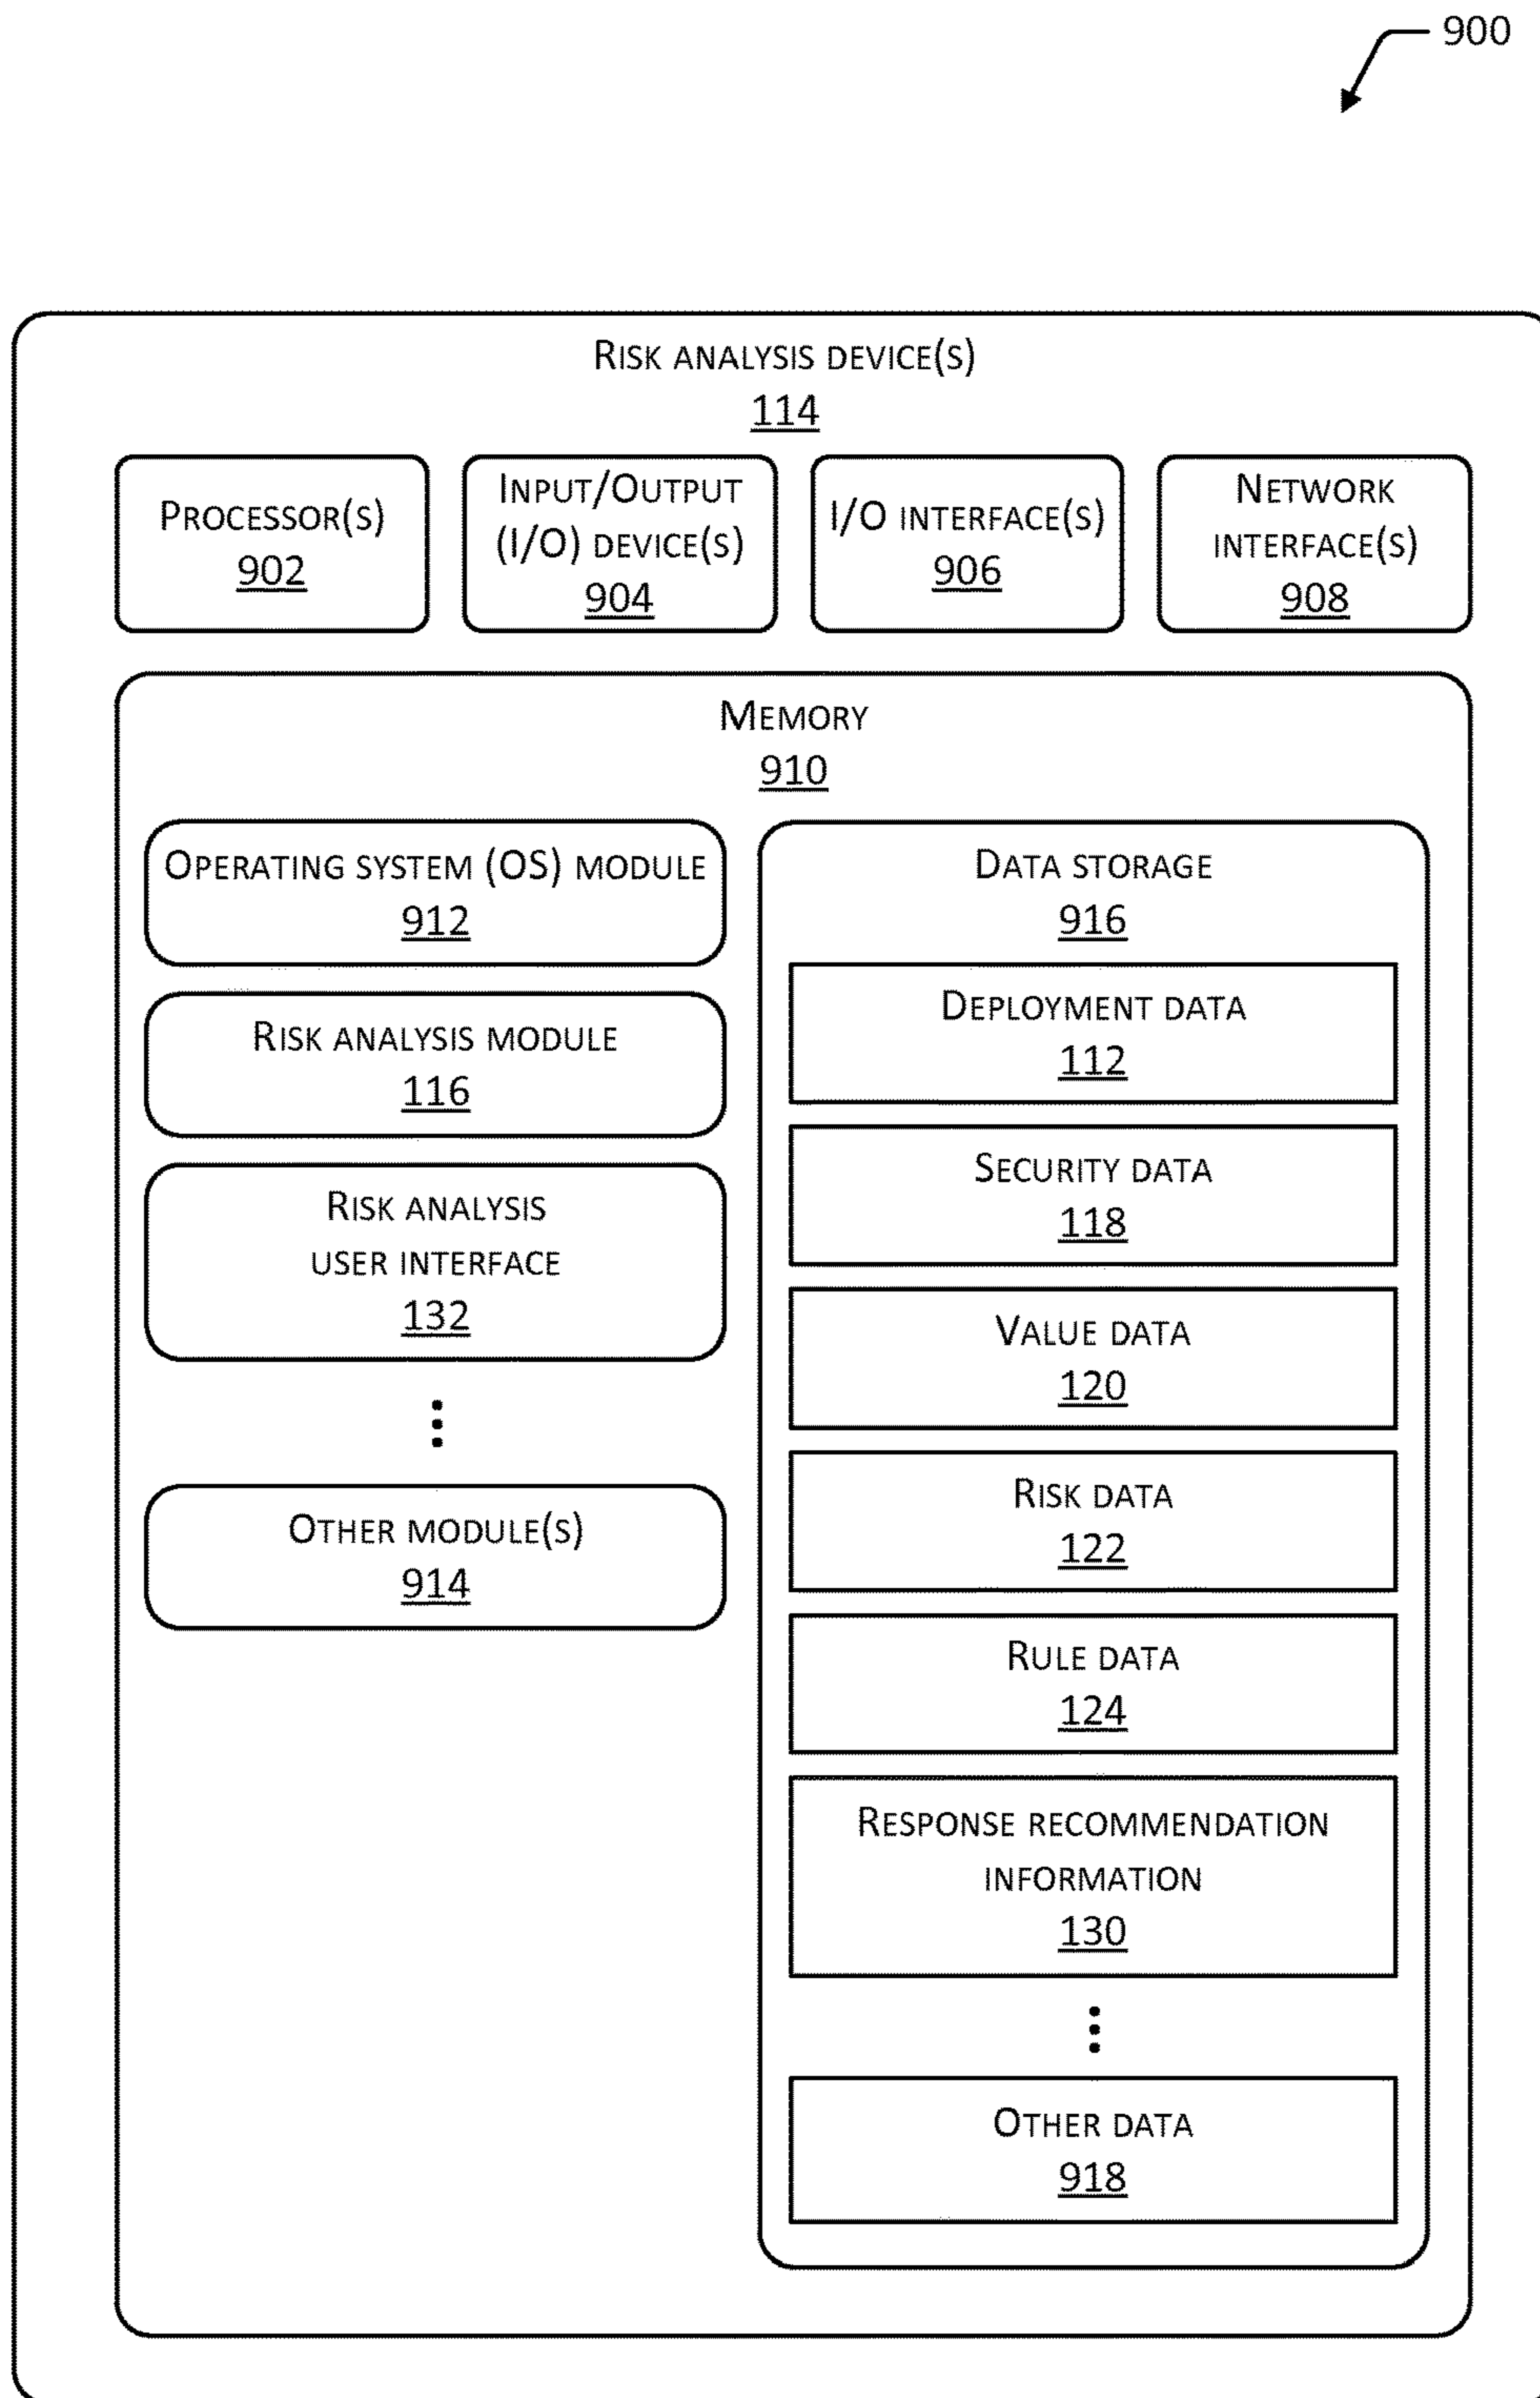 900
Risk analysis device(s)
114
Processor(s)
902
Input/Output
(I/O) device(s)
904
I/O interface(s)
906
Network
interface(s)
908
Memory
910
Operating system (OS) module
912
Risk analysis module
116
Risk analysis
user interface
132
Other module(s)
914
Data storage
916
Deployment data
112
Security data
118
Value data
120
Risk data
122
Rule data
124
Response recommendation
information
130
Other data
918